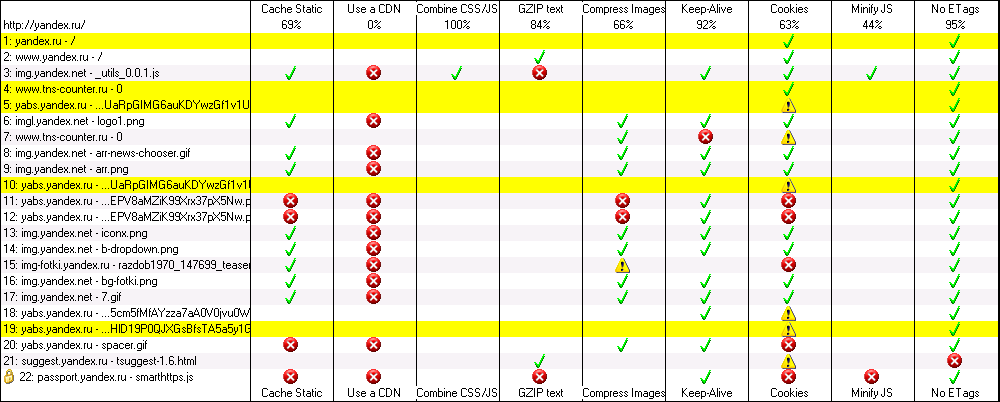 Cache Static Use a CDN Combine CSS/JS GZIP text Compress Images Keep-Alive Cookies Minify JS No ETags
http://yandex.ru/ 69% 0% 100% 84% 66% 92% 63% 44% 95%
1: yandex.ru - /
2: www.yandex.ru - /
3: img.yandex.net - _utils_0.0.1.js
4: www.tns-counter.ru - 0
5: yabs.yandex.ru - ...UaRpGIMG6auKDYwzGf1v1U
6: imgl.yandex.net - logo1.png
7: www.tns-counter.ru - 0
8: img.yandex.net - arr-news-chooser.gif
9: img.yandex.net - arr.png
10: yabs.yandex.ru - ...UaRpGIMG6auKDYwzGf1v1U
11: yabs.yandex.ru - ...EPV8aMZiK99Xrx37pX5Nw.p
12: yabs.yandex.ru - ...EPV8aMZiK99Xrx37pX5Nw.p
13: img.yandex.net - iconx.png
14: img.yandex.net - b-dropdown.png
15: img-fotki.yandex.ru - razdob1970_147699_teaser
16: img.yandex.net - bg-fotki.png
17: img.yandex.net - 7.gif
18: yabs.yandex.ru - ...5cm5fMfAYzza7aA0V0jvu0W
19: yabs.yandex.ru - ...HID19P0QJXGsBfsTA5a5y1G
20: yabs.yandex.ru - spacer.gif
21: suggest.yandex.ru - tsuggest-1.6.html
22: passport.yandex.ru - smarthttps.js
Cache Static Use a CDN Combine CSS/JS GZIP text Compress Images Keep-Alive Cookies Minify JS No ETags